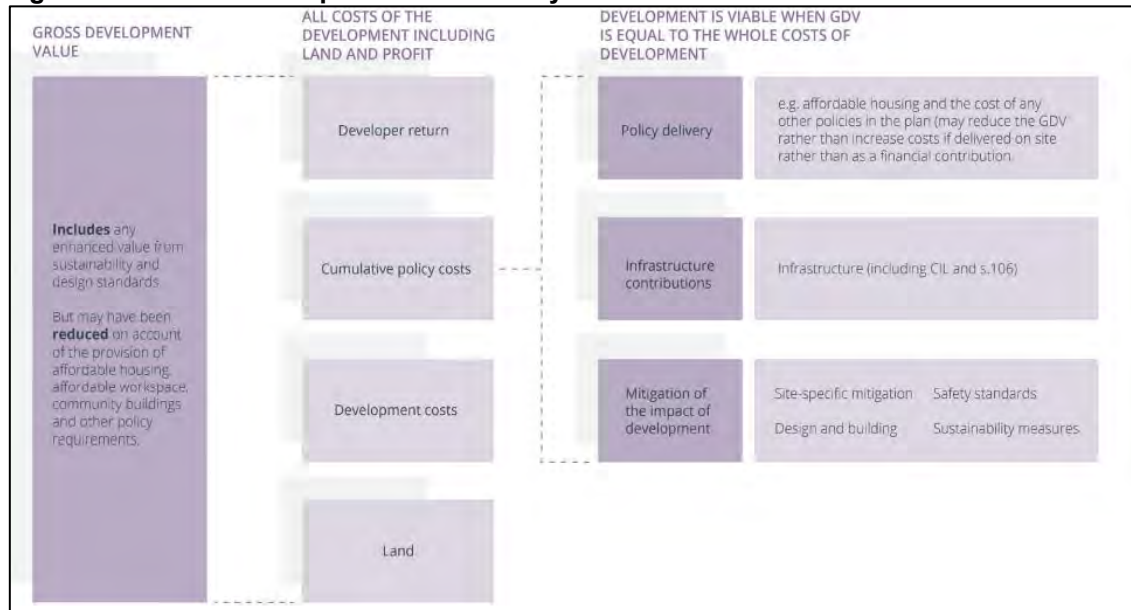 GROSS DEVELOPMENT
VALUE
ALL COSTS OF THE
DEVELOPMENT INCLUDING
LAND AND PROFIT
DEVELOPMENT IS VIABLE WHEN GDV
IS EQUAL TO THE WHOLE COSTS OF
DEVELOPMENT
Includes any
enhanced value from
sustainability and
design standards.
But may have been
reduced on account
of the provision of
affordable housing,
affordable workspace,
community buildings
and other policy
requirements.
Developer return
Cumulative policy costs
Development costs
Land
Policy delivery
e.g. affordable housing and the cost of any
other policies in the plan (may reduce the GDV
rather than increase costs if delivered on site
rather than as a financial contribution.
Infrastructure
contributions
Infrastructure (including CIL and s.106)
Mitigation of
the impact of
development
Site-specific mitigation Safety standards
Design and building Sustainability measures